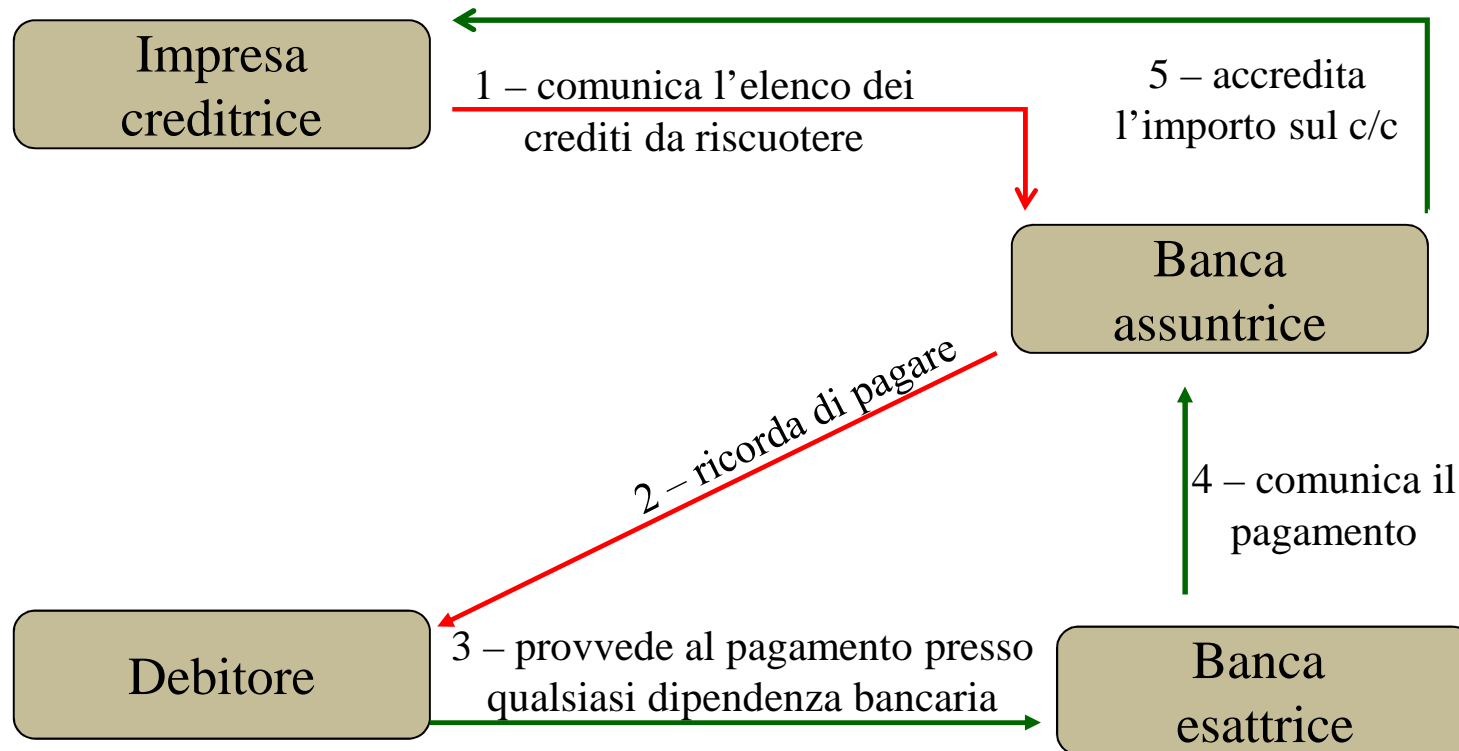 Impresa
creditrice
1 – comunica l’elenco dei
crediti da riscuotere
5 – accredita
l’importo sul c/c
Banca
assuntrice
2 – ricorda di pagare
4 – comunica il
pagamento
Debitore
3 – provvede al pagamento presso
qualsiasi dipendenza bancaria
Banca
esattrice